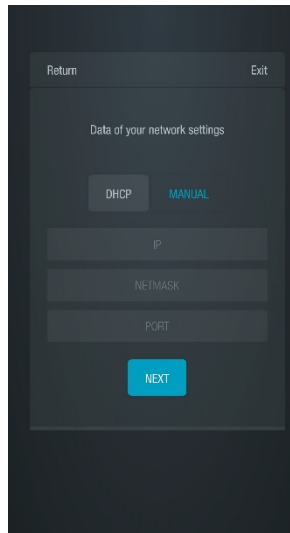 Return Exit
Data of your network settings
DHCP MANUAL
IP
NETMASK
PORT
NEXT